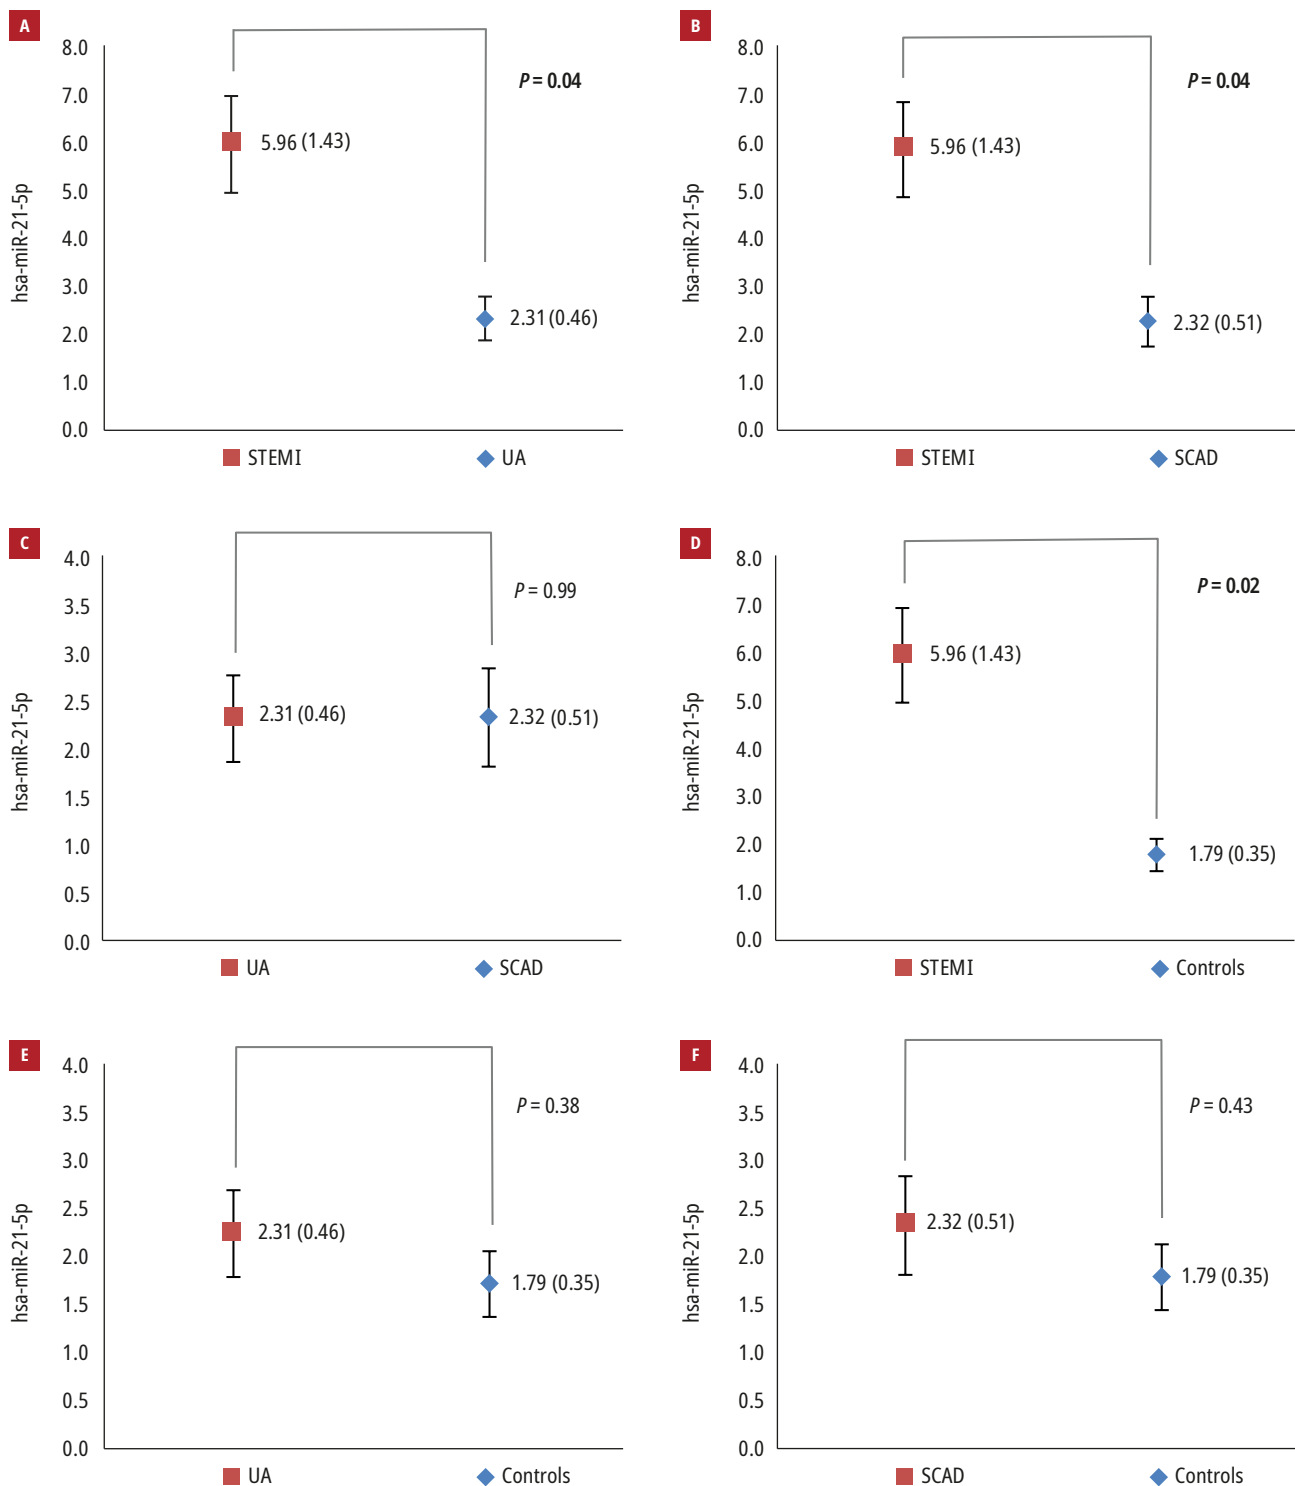 A
8.0
7.0
6.0
5.0
4.0
3.0
2.0
1.0
0.0
hsa-miR-21-5p
P = 0.04
5.96 (1.43)
2.31 (0.46)
STEMI
UA
B
8.0
7.0
6.0
5.0
4.0
3.0
2.0
1.0
0.0
hsa-miR-21-5p
P = 0.04
5.96 (1.43)
2.32 (0.51)
STEMI
SCAD
C
4.0
3.5
3.0
2.5
2.0
1.5
1.0
0.5
0.0
hsa-miR-21-5p
P = 0.99
2.31 (0.46)
2.32 (0.51)
UA
SCAD
D
8.0
7.0
6.0
5.0
4.0
3.0
2.0
1.0
0.0
hsa-miR-21-5p
P = 0.02
5.96 (1.43)
1.79 (0.35)
STEMI
Controls
E
4.0
3.5
3.0
2.5
2.0
1.5
1.0
0.5
0.0
hsa-miR-21-5p
P = 0.38
2.31 (0.46)
1.79 (0.35)
UA
Controls
F
4.0
3.5
3.0
2.5
2.0
1.5
1.0
0.5
0.0
hsa-miR-21-5p
P = 0.43
2.32 (0.51)
1.79 (0.35)
SCAD
Controls